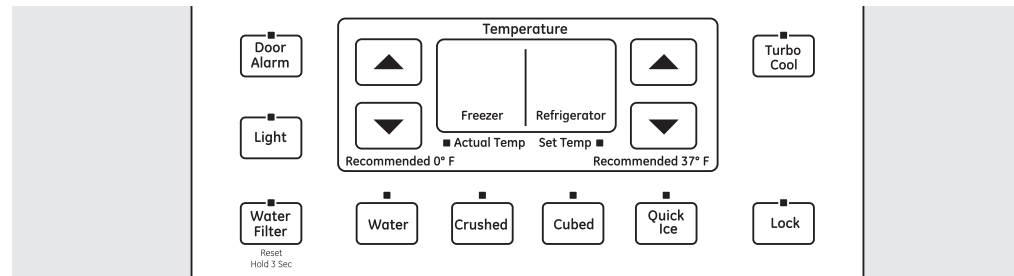 Temperature
Door
Alarm
Turbo
Cool
Freezer
Refrigerator
Light
Actual Temp
Set Temp
Recommended 0° F
Recommended 37° F
Water
Filter
Reset
Hold 3 Sec
Water
Crushed
Cubed
Quick
Ice
Lock